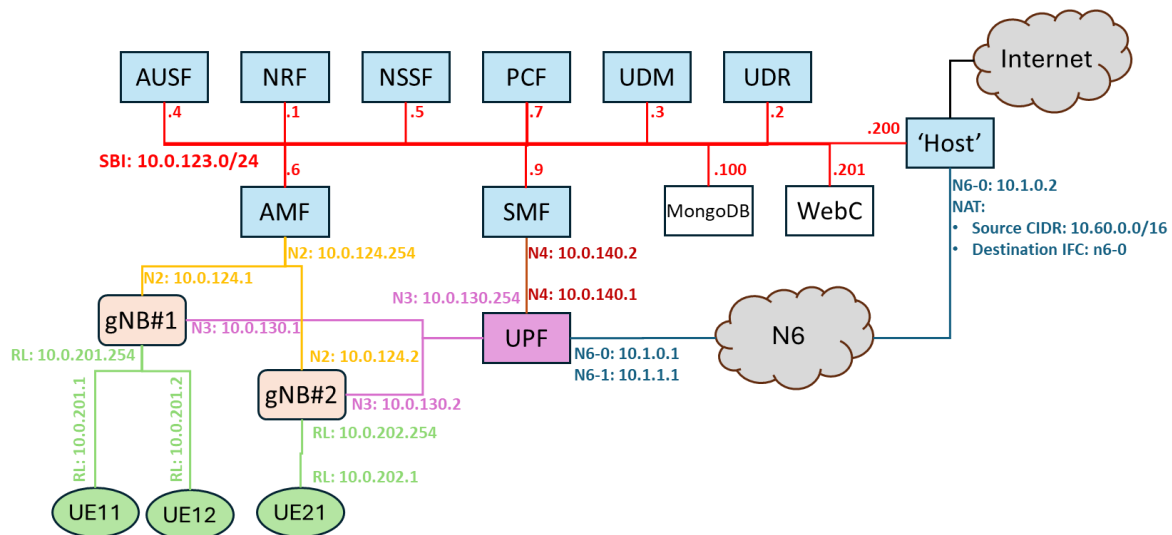 AUSF
NRF
NSSF
PCF
UDM
UDR
Internet
'Host'
.4
.1
.5
.7
.3
.2
.200
SBI: 10.0.123.0/24
.6
.9
.100
.201
AMF
SMF
MongoDB
WebC
N6-0: 10.1.0.2
NAT:
• Source CIDR: 10.60.0.0/16
• Destination IFC: n6-0
N2: 10.0.124.254
N2: 10.0.124.1
N4: 10.0.140.2
N4: 10.0.140.1
N3: 10.0.130.254
gNB#1
N3: 10.0.130.1
UPF
N6
N6-0: 10.1.0.1
N6-1: 10.1.1.1
RL: 10.0.201.254
N2: 10.0.124.2
gNB#2
N3: 10.0.130.2
RL: 10.0.201.1
RL: 10.0.201.2
RL: 10.0.202.254
RL: 10.0.202.1
UE11
UE12
UE21